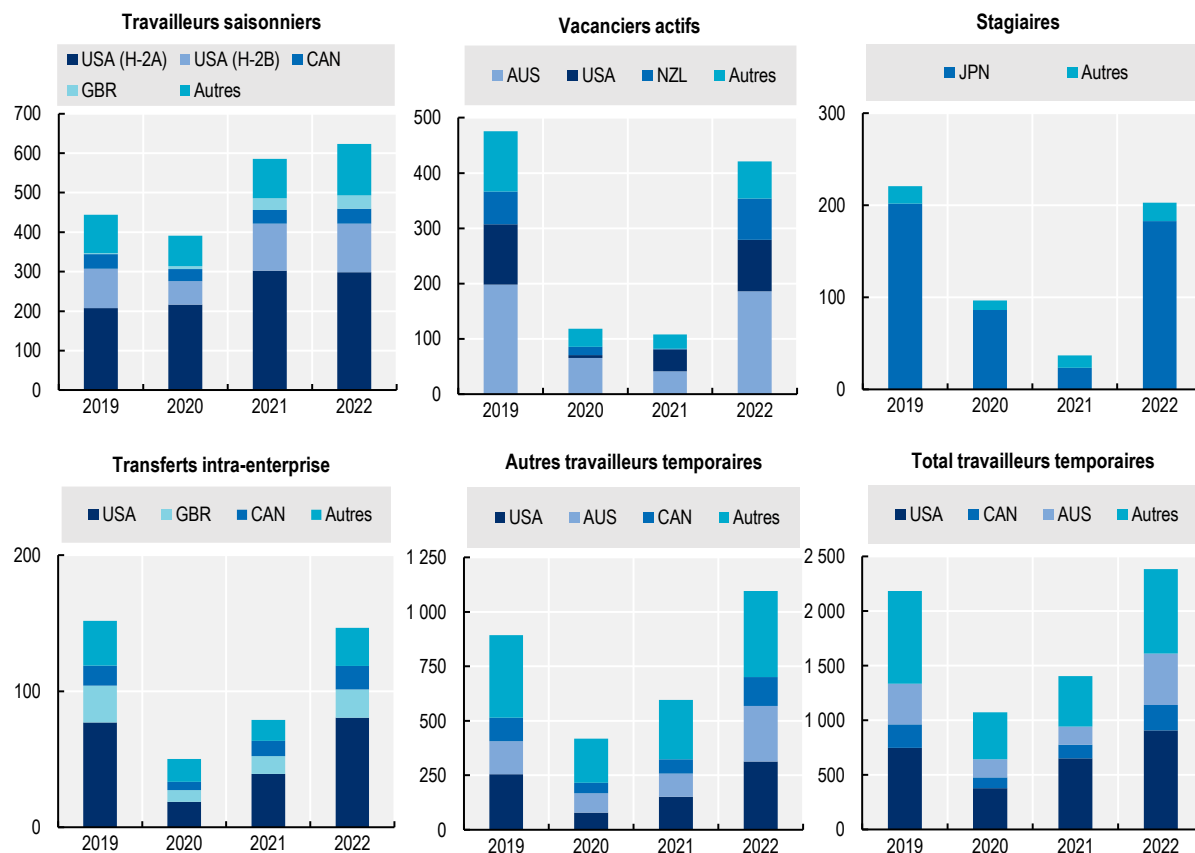 Travailleurs saisonniers
USA (H-2A) USA (H-2B) CAN
GBR Autres
700
600
500
400
300
200
100
0
2019 2020 2021 2022
Vacanciers actifs
AUS USA NZL Autres
500
400
300
200
100
0
2019 2020 2021 2022
Stagiaires
JPN Autres
300
200
100
0
2019 2020 2021 2022
Transferts intra-enterprise
USA GBR CAN Autres
200
100
0
2019 2020 2021 2022
Autres travailleurs temporaires
USA AUS CAN Autres
1 250
1 000
750
500
250
0
2019 2020 2021 2022
Total travailleurs temporaires
USA CAN AUS Autres
2 500
2 000
1 500
1 000
500
0
2019 2020 2021 2022